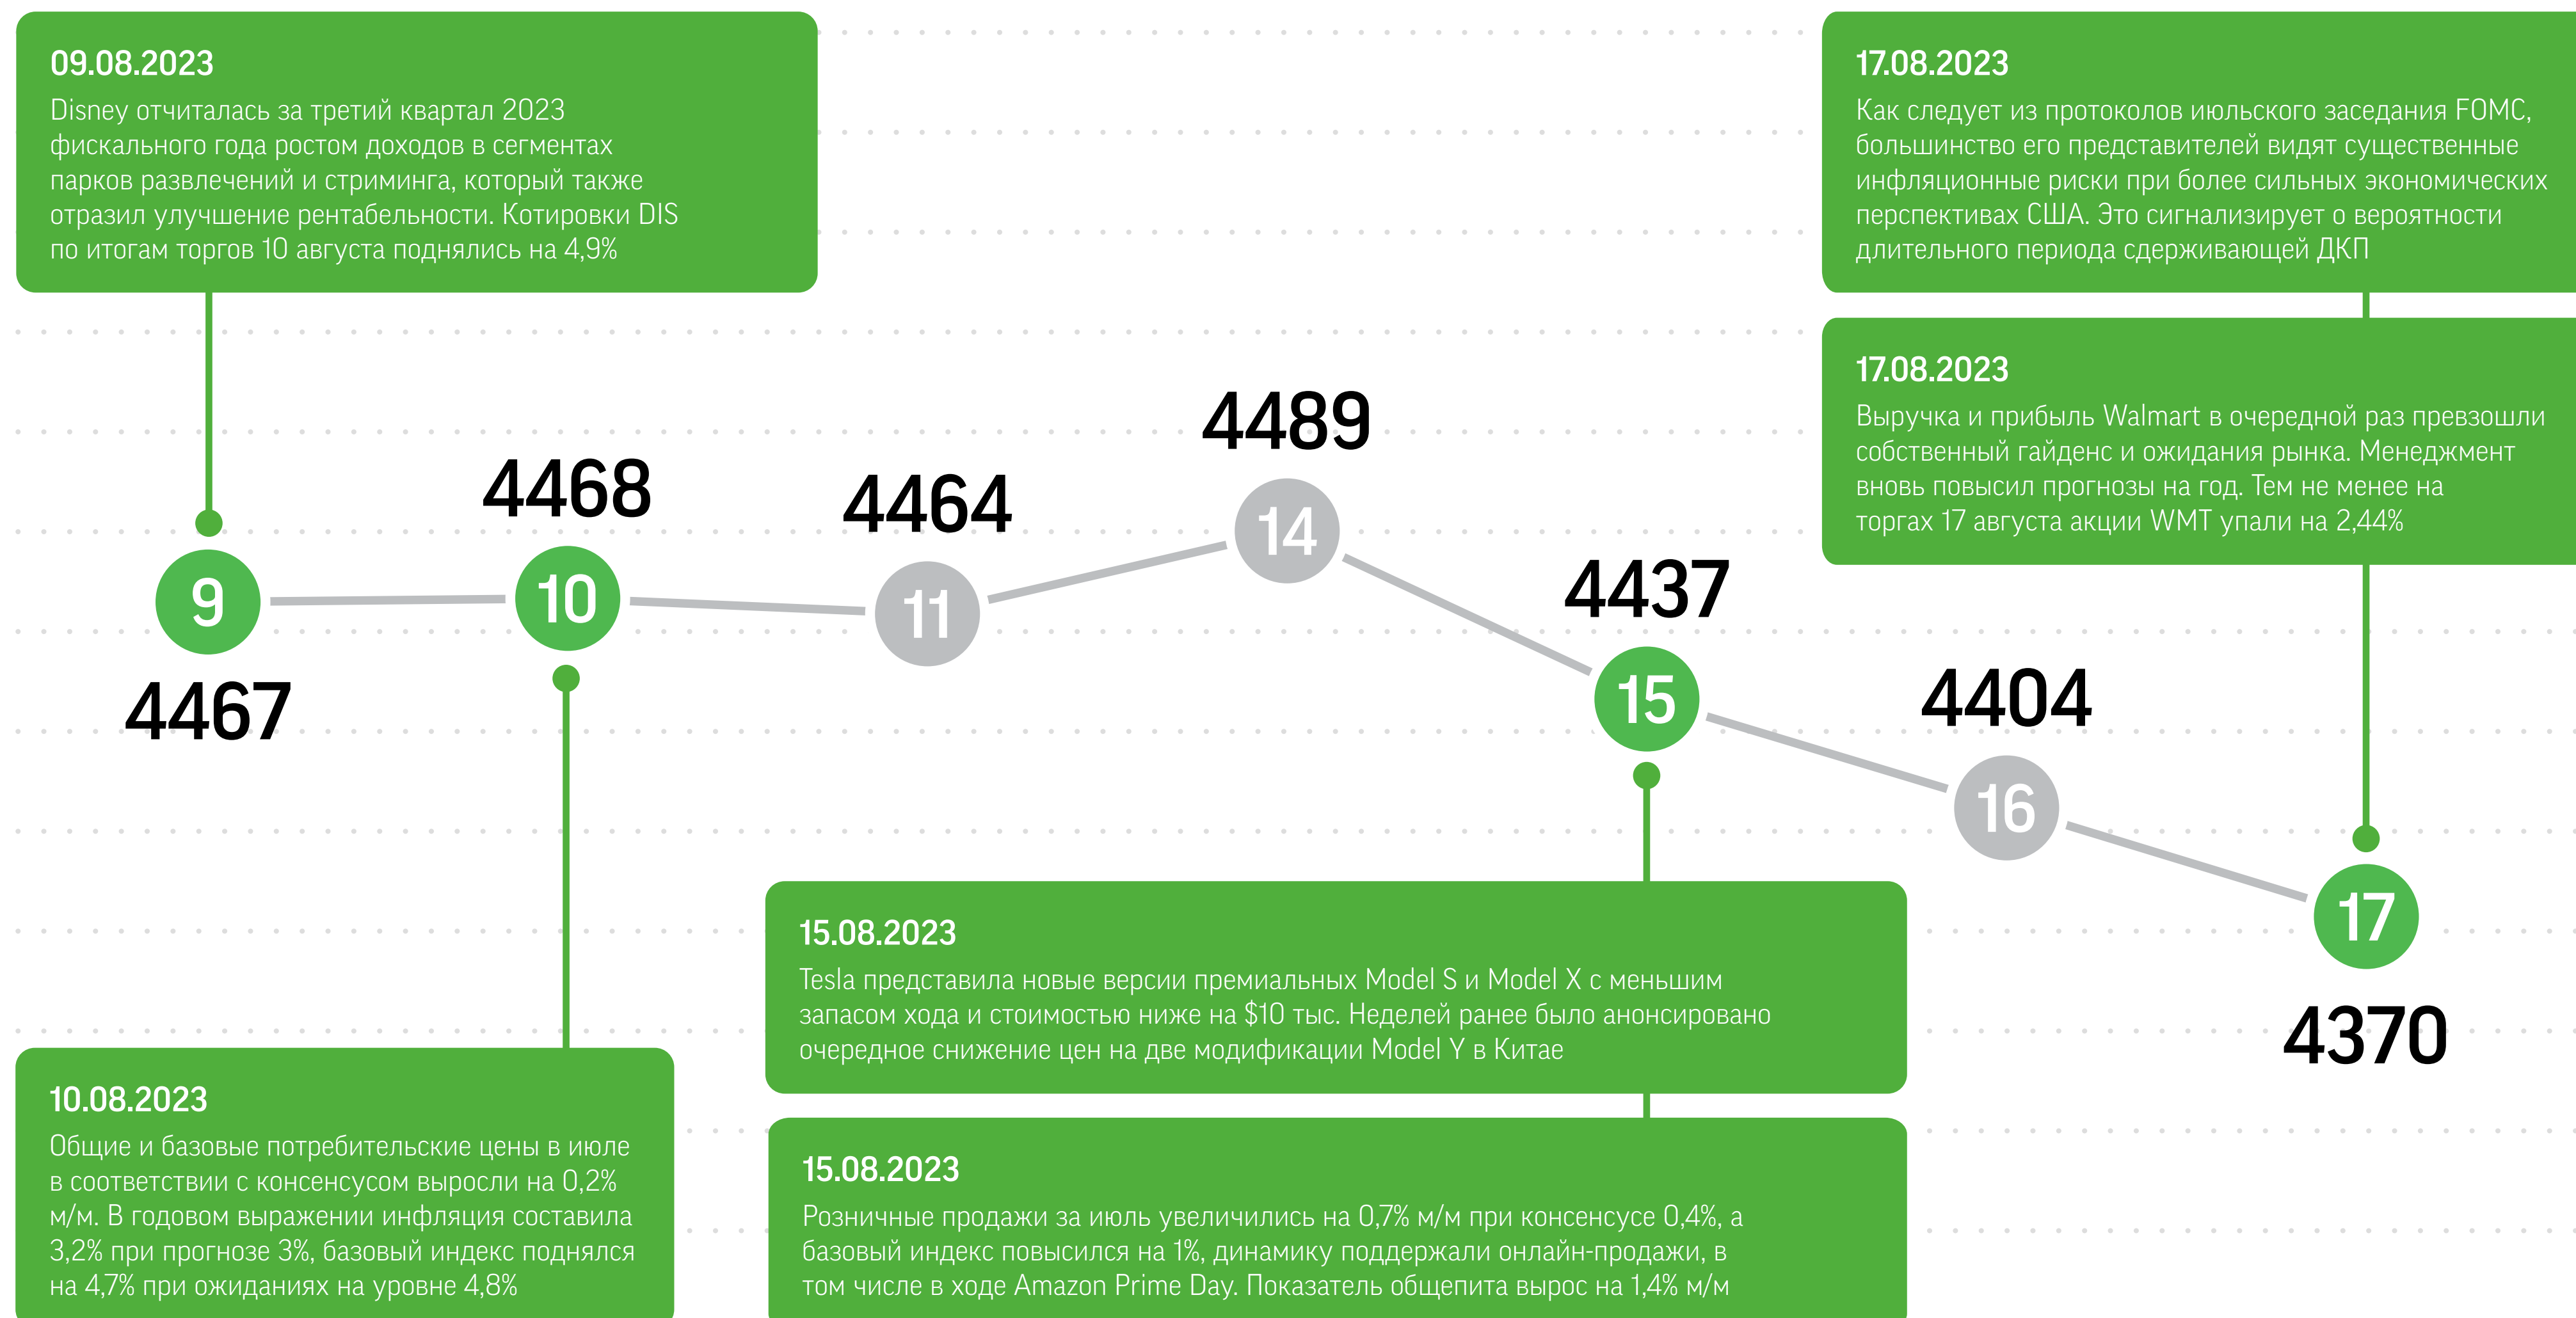 09.08.2023
Disney отчиталась за третий квартал 2023
фискального года ростом доходов в сегментах
парков развлечений и стриминга, который также
отразил улучшение рентабельности. Котировки DIS
по итогам торгов 10 августа поднялись на 4,9%
17.08.2023
Как следует из протоколов июльского заседания FOMC,
большинство его представителей видят существенные
инфляционные риски при более сильных экономических
перспективах США. Это сигнализирует о вероятности
длительного периода сдерживающей ДКП
17.08.2023
Выручка и прибыль Walmart в очередной раз превзошли
собственный гайденс и ожидания рынка. Менеджмент
вновь повысил прогнозы на год. Тем не менее на
торгах 17 августа акции WMT упали на 2,44%
9
4467
4468
10
4464
11
4489
14
4437
15
4404
16
17
4370
15.08.2023
Tesla представила новые версии премиальных Model S и Model X с меньшим
запасом хода и стоимостью ниже на $10 тыс. Неделей ранее было анонсировано
очередное снижение цен на две модификации Model Y в Китае
10.08.2023
Общие и базовые потребительские цены в июле
в соответствии с консенсусом выросли на 0,2%
м/м. В годовом выражении инфляция составила
3,2% при прогнозе 3%, базовый индекс поднялся
на 4,7% при ожиданиях на уровне 4,8%
15.08.2023
Розничные продажи за июль увеличились на 0,7% м/м при консенсусе 0,4%, а
базовый индекс повысился на 1%, динамику поддержали онлайн-продажи, в
том числе в ходе Amazon Prime Day. Показатель общепита вырос на 1,4% м/м